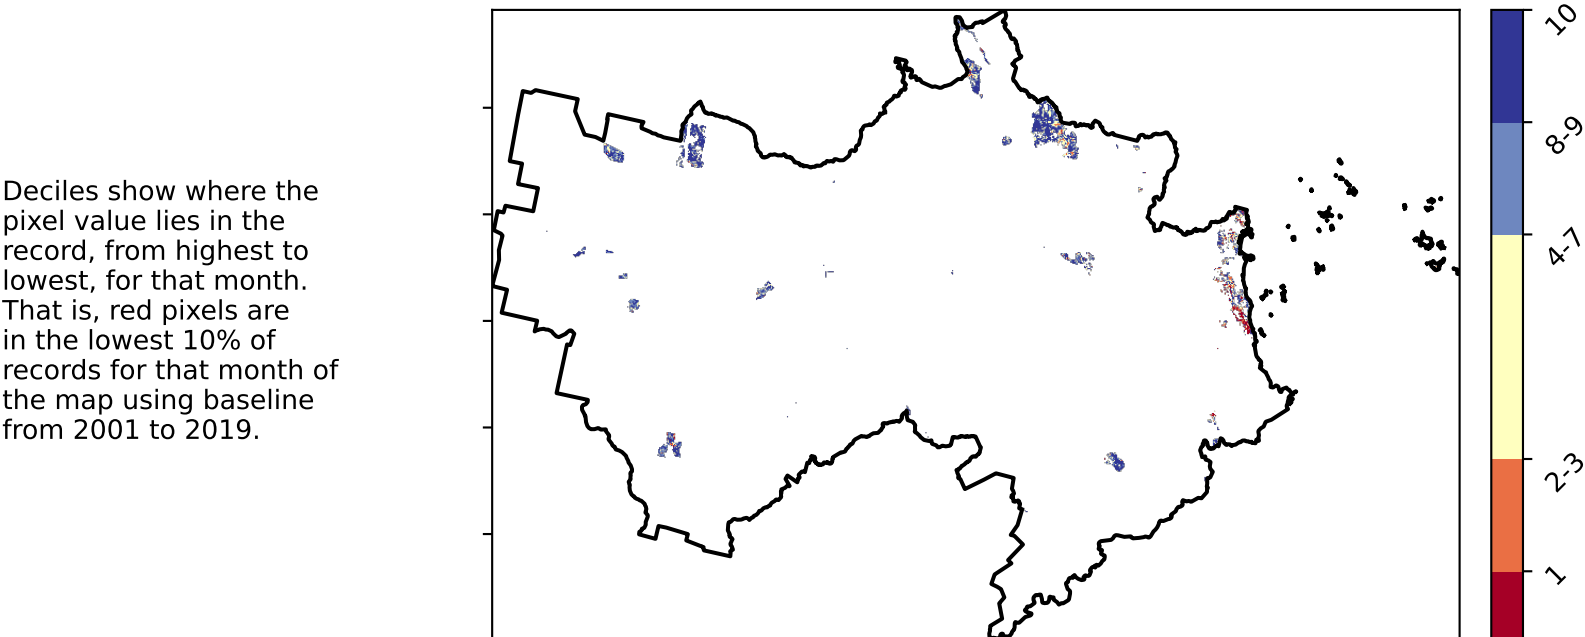 Deciles show where the
pixel value lies in the
record, from highest to
lowest, for that month.
That is, red pixels are
in the lowest 10% of
records for that month of
the map using baseline
from 2001 to 2019.
10
8-9
4-7
2-3
1